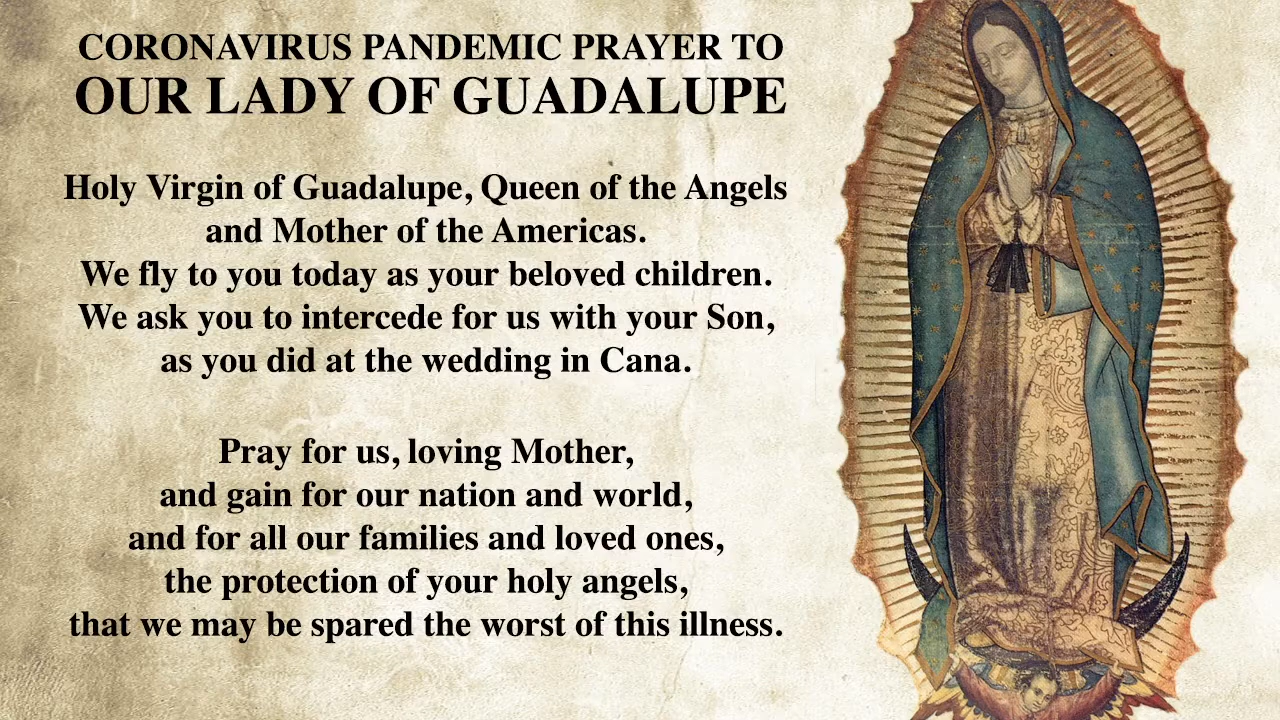 CORONAVIRUS PANDEMIC PRAYER TO
OUR LADY OF GUADALUPE
Holy Virgin of Guadalupe, Queen of the Angels
and Mother of the Americas.
We fly to you today as your beloved children.
We ask you to intercede for us with your Son,
as you did at the wedding in Cana.
Pray for us, loving Mother,
and gain for our nation and world,
and for all our families and loved ones,
the protection of your holy angels,
that we may be spared the worst of this illness.